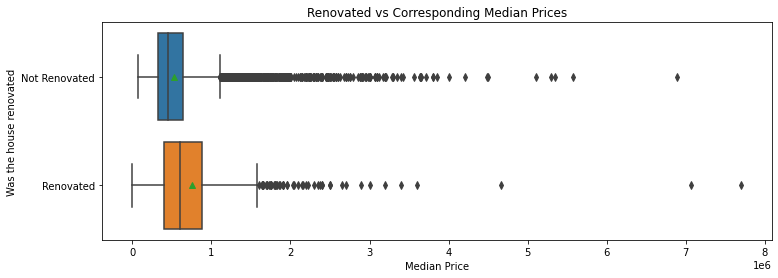 Renovated vs Corresponding Median Prices
Was the house renovated
Not Renovated
Renovated
0 1 2 3 4 5 6 7 8
1e6
Median Price